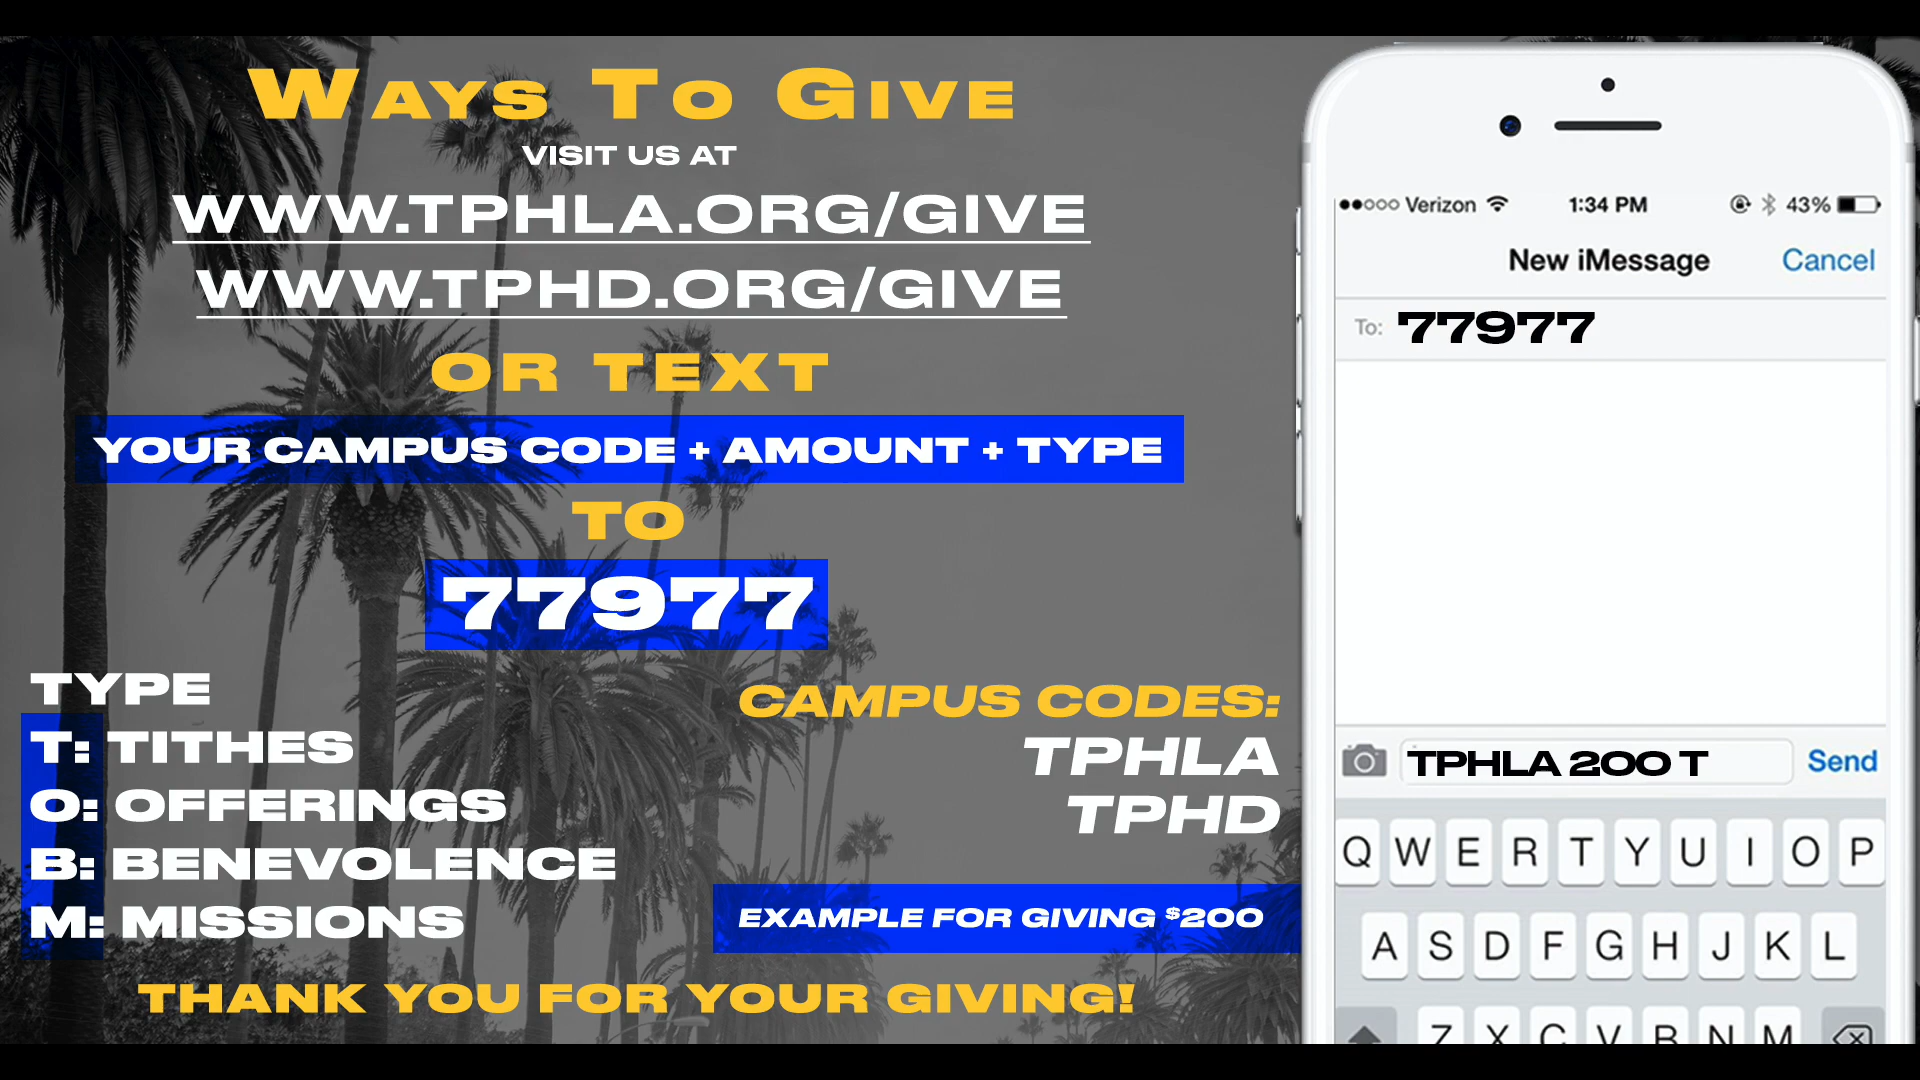 Ways To Give
VISIT US AT
WWW.TPHLA.ORG/GIVE
WWW.TPHD.ORG/GIVE
OR TEXT
YOUR CAMPUS CODE + AMOUNT + TYPE
TO
77977
TYPE
T: TITHES
O: OFFERINGS
B: BENEVOLENCE
M: MISSIONS
CAMPUS CODES:
TPHLA
TPHD
EXAMPLE FOR GIVING $200
THANK YOU FOR YOUR GIVING!
Verizon 1:34 PM 43%
New iMessage Cancel
To: 77977
TPHLA 200 T Send
Q W E R T Y U I O P
A S D F G H J K L
Z X C V B N M